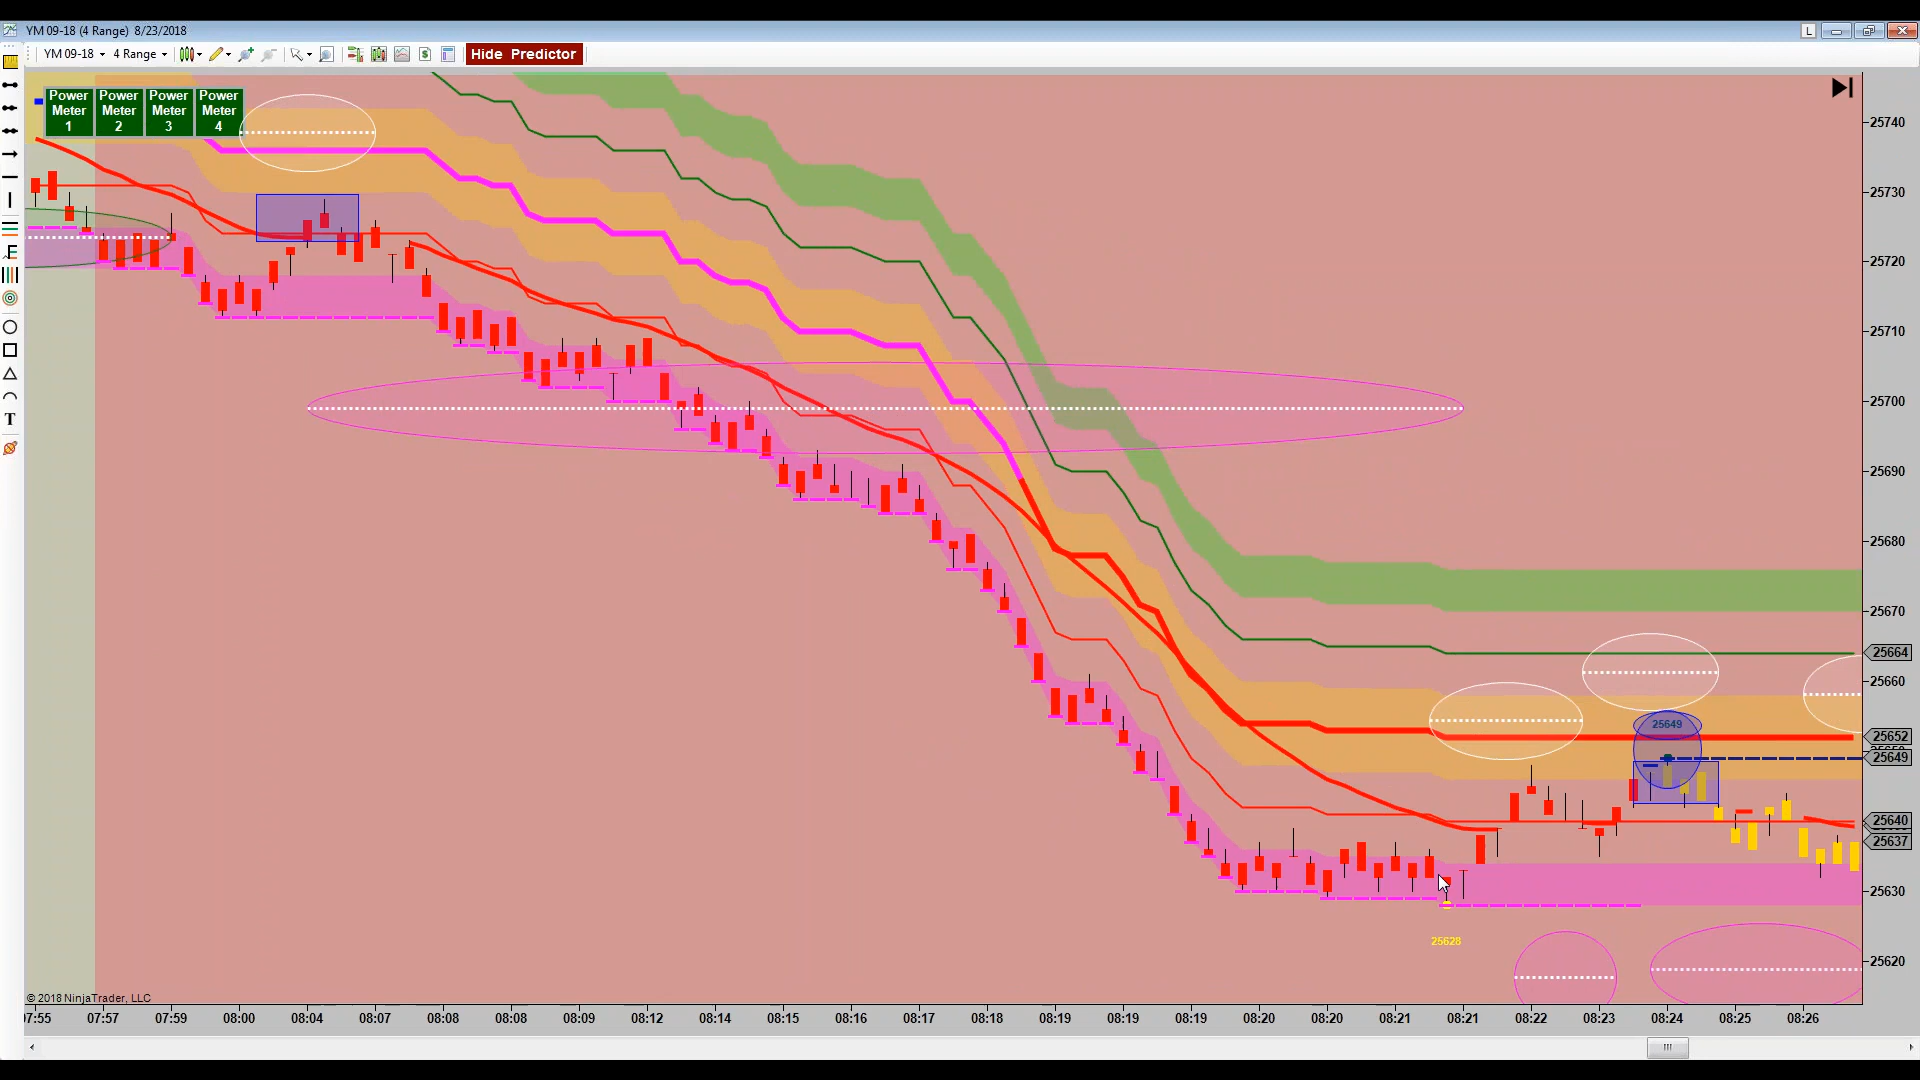 YM 09-18 (4 Range) 8/23/2018
L
YM 09-18 4 Range Hide Predictor
Power Meter 1
Power Meter 2
Power Meter 3
Power Meter 4
F
T
25740
25730
25720
25710
25700
25690
25680
25670
25664
25660
25652
25649
25649
25640
25637
25630
25628
25620
© 2018 NinjaTrader, LLC
07:57 07:59 08:00 08:04 08:07 08:08 08:08 08:09 08:12 08:14 08:15 08:16 08:17 08:18 08:19 08:19 08:19 08:20 08:20 08:21 08:21 08:22 08:23 08:24 08:25 08:26